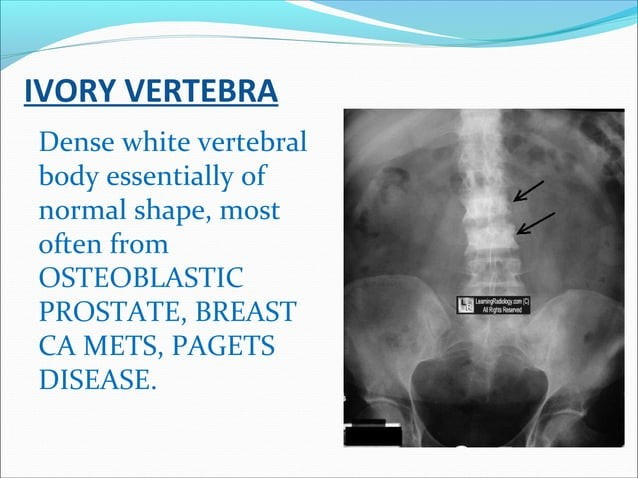 IVORY VERTEBRA
Dense white vertebral
body essentially of
normal shape, most
often from
OSTEOBLASTIC
PROSTATE, BREAST
CA METS, PAGETS
DISEASE.
LR LearningRadiology.com (C)
All Rights Reserved